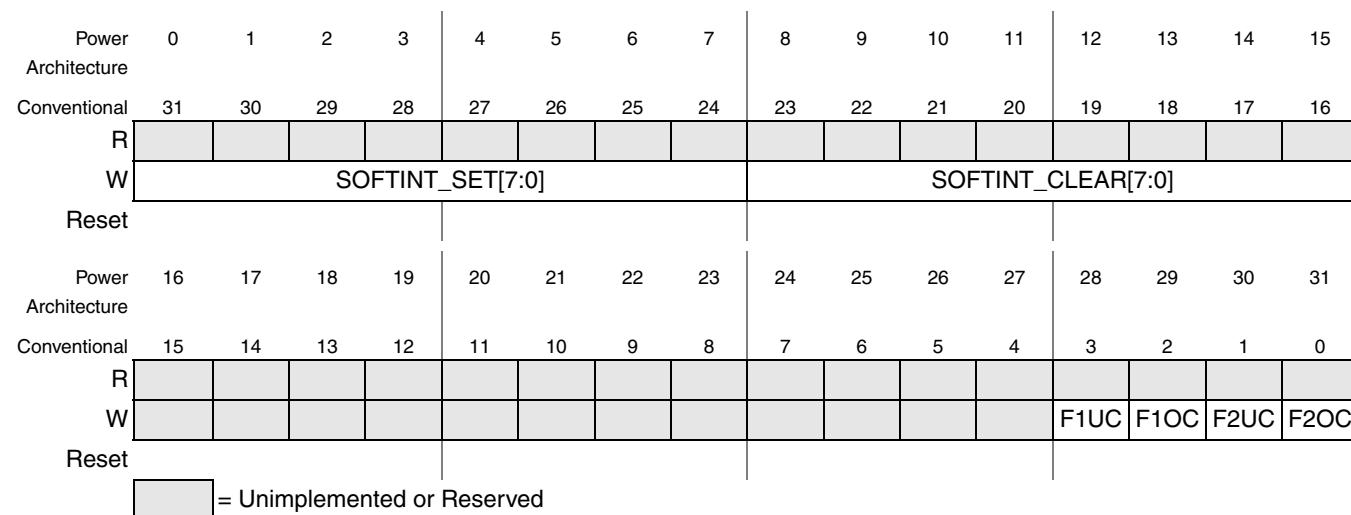 Power Architecture 0 1 2 3 4 5 6 7 8 9 10 11 12 13 14 15
Conventional 31 30 29 28 27 26 25 24 23 22 21 20 19 18 17 16
R
W SOFTINT_SET[7:0] SOFTINT_CLEAR[7:0]
Reset
Power Architecture 16 17 18 19 20 21 22 23 24 25 26 27 28 29 30 31
Conventional 15 14 13 12 11 10 9 8 7 6 5 4 3 2 1 0
R
W F1UC F1OC F2UC F2OC
Reset
= Unimplemented or Reserved